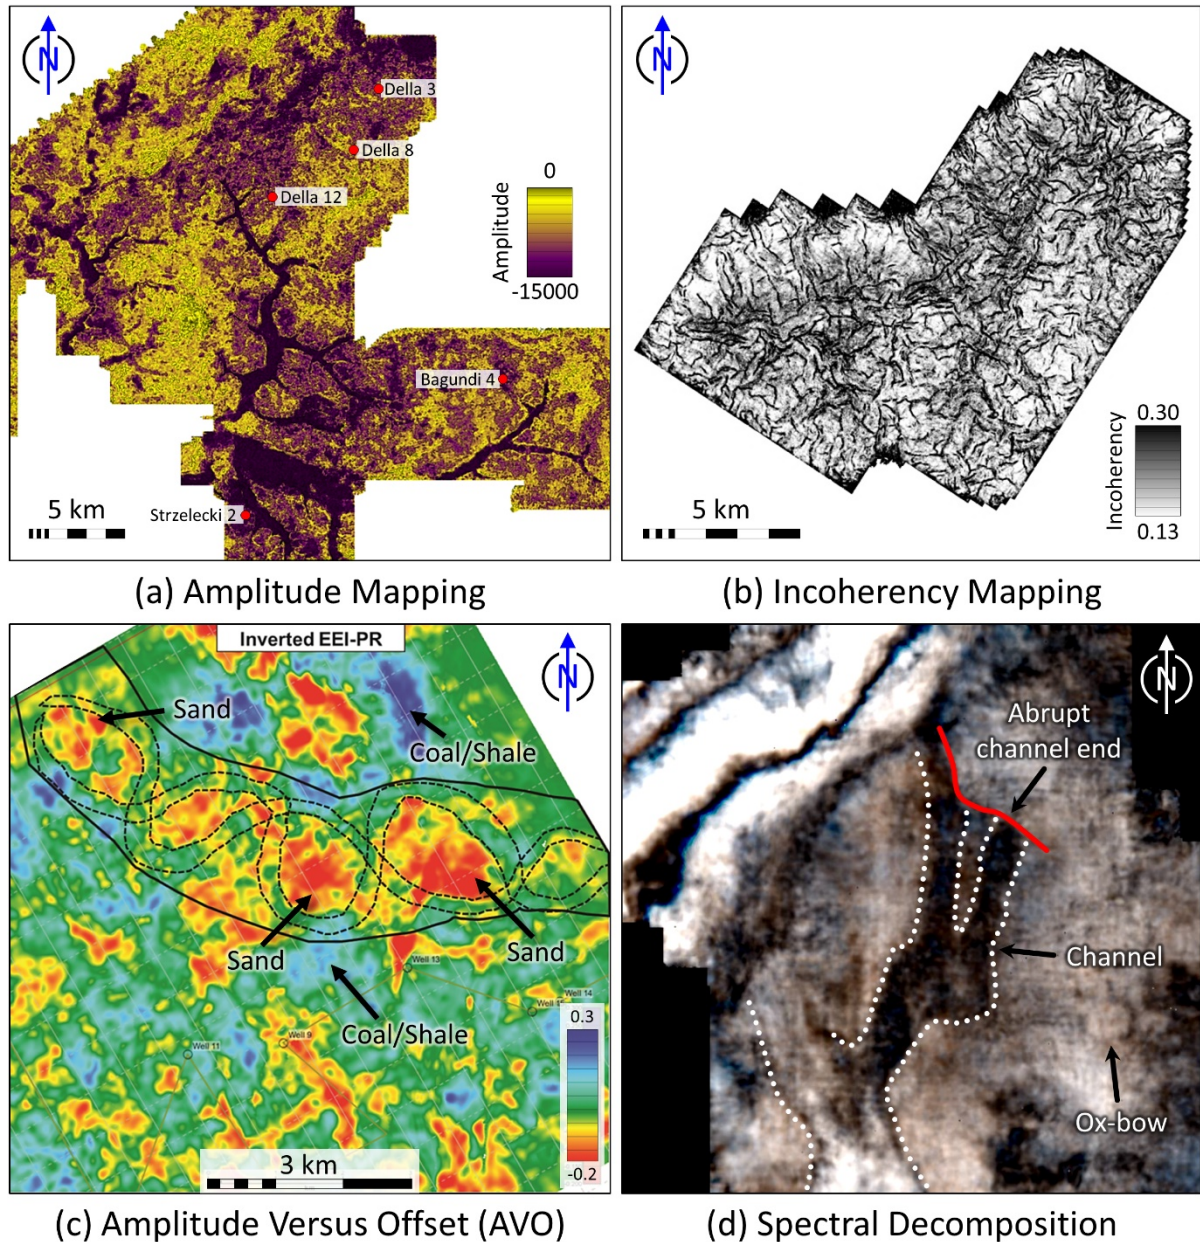 N
Della 3
Della 8
Della 12
0
Amplitude
-15000
Bagundi 4
5 km
Strzelecki 2
(a) Amplitude Mapping
N
0.30
Incoherency
0.13
5 km
(b) Incoherency Mapping
Inverted EEI-PR
N
Sand
Coal/Shale
Sand
Sand
Well 13
Well 14
Well 9
Well 11
Coal/Shale
0.3
-0.2
3 km
(c) Amplitude Versus Offset (AVO)
N
Abrupt
channel end
Channel
Ox-bow
(d) Spectral Decomposition